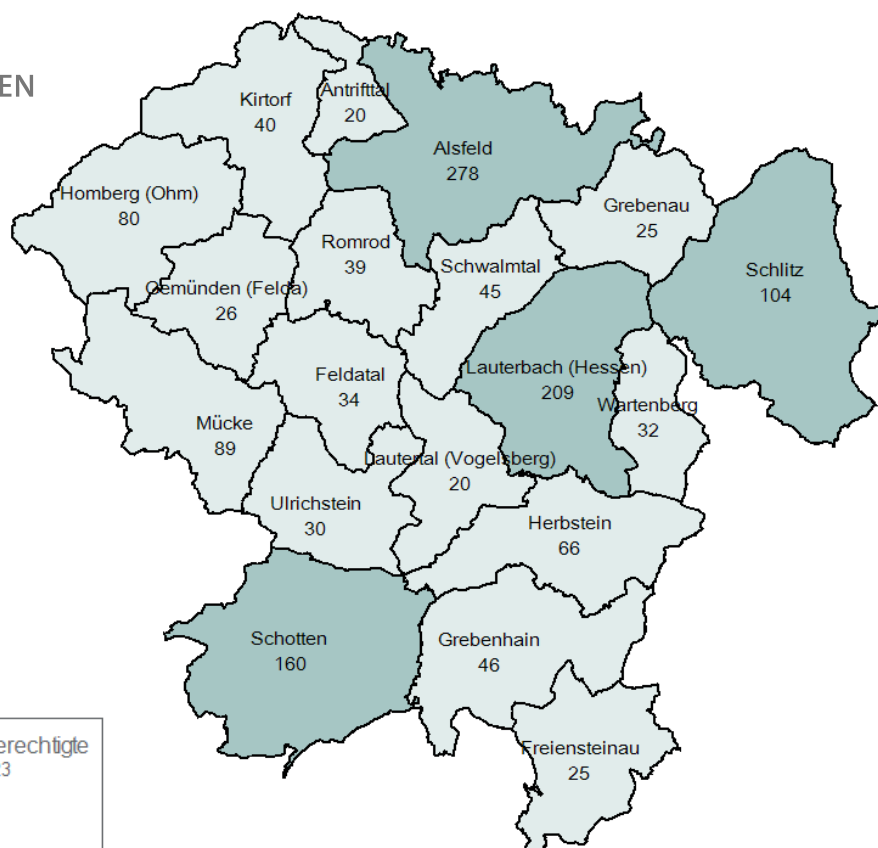 EN
Kirtorf
40
Antrifttal
20
Alsfeld
278
Homberg (Ohm)
80
Romrod
39
Grebenau
25
Schwalmtal
45
Schlitz
104
Gemünden (Felda)
26
Feldatal
34
Lauterbach (Hessen)
209
Wartenberg
32
Mücke
89
Lautertal (Vogelsberg)
20
Ulrichstein
30
Herbstein
66
Schotten
160
Grebenhain
46
Freiensteinau
25
erechtigte
23